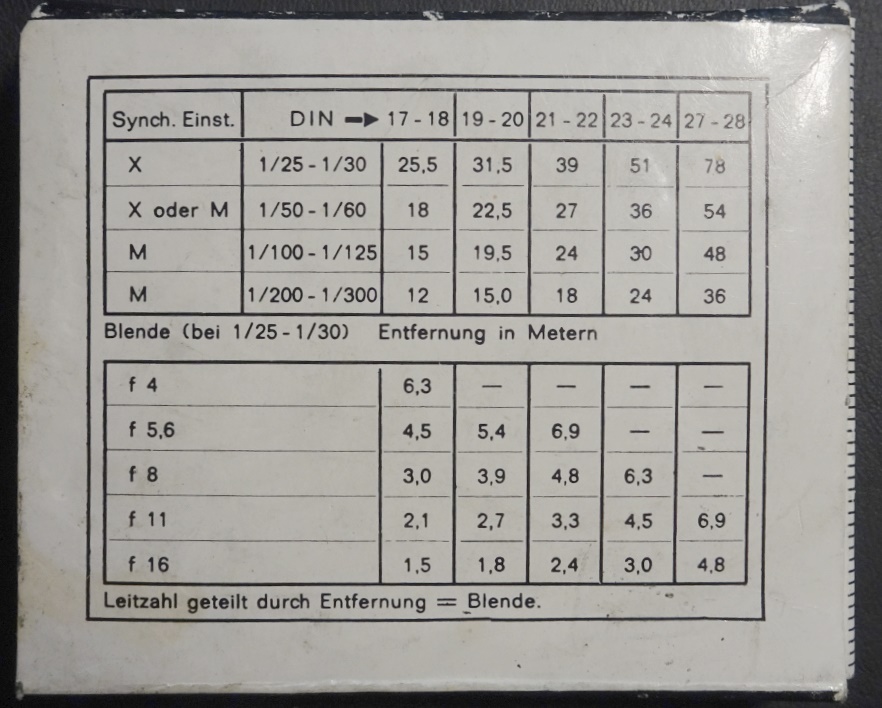 Synch. Einst. DIN ➡ 17 - 18 19 - 20 21 - 22 23 - 24 27 - 28
X 1/25 - 1/30 25,5 31,5 39 51 78
X oder M 1/50 - 1/60 18 22,5 27 36 54
M 1/100 - 1/125 15 19,5 24 30 48
M 1/200 - 1/300 12 15,0 18 24 36
Blende (bei 1/25 - 1/30) Entfernung in Metern
f 4 6,3 — — — —
f 5,6 4,5 5,4 6,9 — —
f 8 3,0 3,9 4,8 6,3 —
f 11 2,1 2,7 3,3 4,5 6,9
f 16 1,5 1,8 2,4 3,0 4,8
Leitzahl geteilt durch Entfernung = Blende.